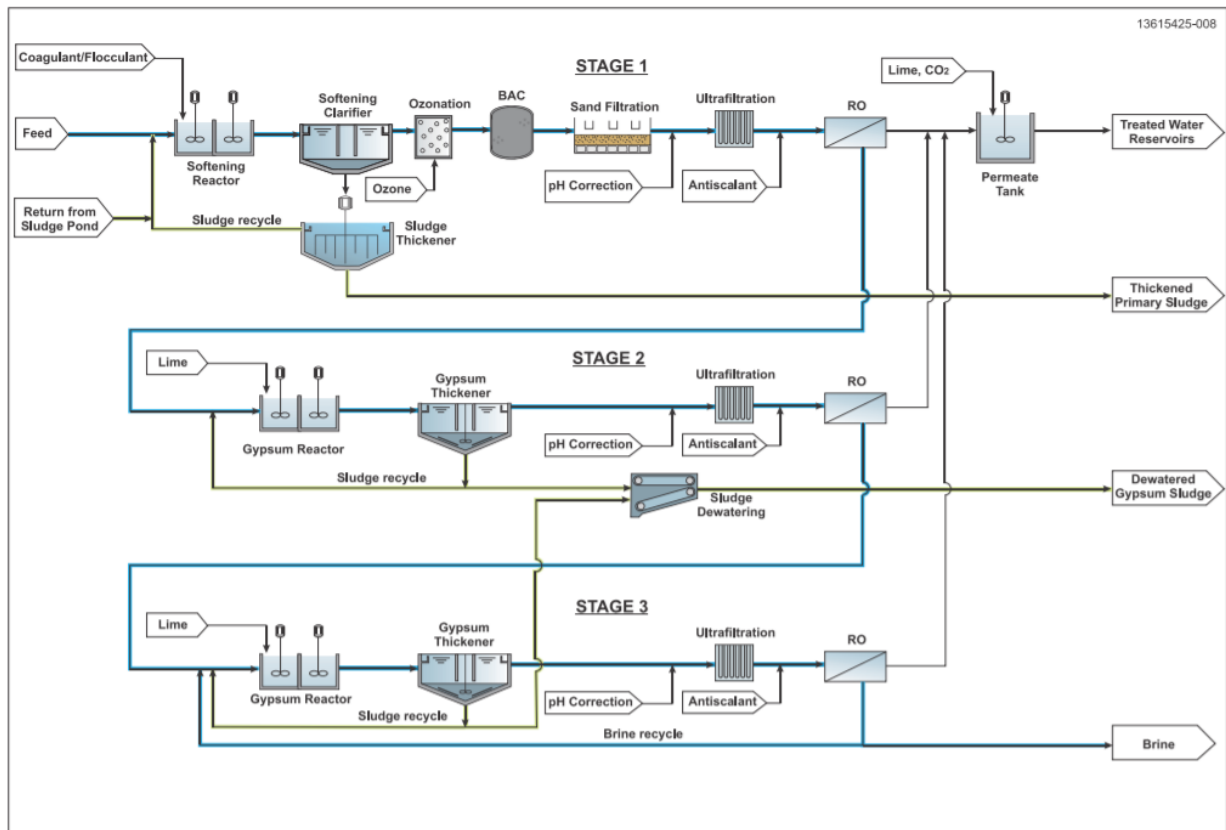 13615425-008
Coagulant/Flocculant
STAGE 1
Lime, CO₂
Feed
Softening
Clarifier
Ozonation
BAC
Sand Filtration
Ultrafiltration
RO
Treated Water
Reservoirs
Softening
Reactor
Ozone
pH Correction
Antiscalant
Permeate
Tank
Return from
Sludge Pond
Sludge recycle
Sludge
Thickener
Thickened
Primary Sludge
STAGE 2
Lime
Gypsum
Thickener
Ultrafiltration
RO
Gypsum Reactor
pH Correction
Antiscalant
Sludge recycle
Sludge
Dewatering
Dewatered
Gypsum Sludge
STAGE 3
Lime
Gypsum
Thickener
Ultrafiltration
RO
Gypsum Reactor
pH Correction
Antiscalant
Sludge recycle
Brine recycle
Brine